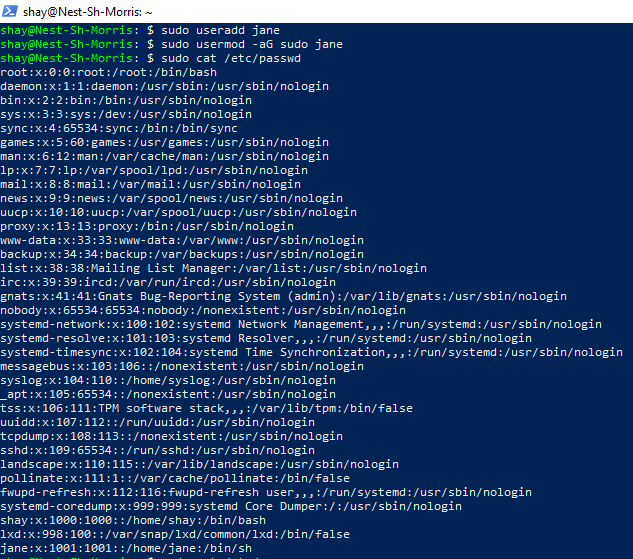 shay@Nest-Sh-Morris: ~
shay@Nest-Sh-Morris: $ sudo useradd jane
shay@Nest-Sh-Morris: $ sudo usermod -aG sudo jane
shay@Nest-Sh-Morris: $ sudo cat /etc/passwd
root:x:0:0:root:/root:/bin/bash
daemon:x:1:1:daemon:/usr/sbin:/usr/sbin/nologin
bin:x:2:2:bin:/bin:/usr/sbin/nologin
sys:x:3:3:sys:/dev:/usr/sbin/nologin
sync:x:4:65534:sync:/bin:/bin/sync
games:x:5:60:games:/usr/games:/usr/sbin/nologin
man:x:6:12:man:/var/cache/man:/usr/sbin/nologin
lp:x:7:7:lp:/var/spool/lpd:/usr/sbin/nologin
mail:x:8:8:mail:/var/mail:/usr/sbin/nologin
news:x:9:9:news:/var/spool/news:/usr/sbin/nologin
uucp:x:10:10:uucp:/var/spool/uucp:/usr/sbin/nologin
proxy:x:13:13:proxy:/bin:/usr/sbin/nologin
www-data:x:33:33:www-data:/var/www:/usr/sbin/nologin
backup:x:34:34:backup:/var/backups:/usr/sbin/nologin
list:x:38:38:Mailing List Manager:/var/list:/usr/sbin/nologin
irc:x:39:39:ircd:/var/run/ircd:/usr/sbin/nologin
gnats:x:41:41:Gnats Bug-Reporting System (admin):/var/lib/gnats:/usr/sbin/nologin
nobody:x:65534:65534:nobody:/nonexistent:/usr/sbin/nologin
systemd-network:x:100:102:systemd Network Management,,,:/run/systemd:/usr/sbin/nologin
systemd-resolve:x:101:103:systemd Resolver,,,:/run/systemd:/usr/sbin/nologin
systemd-timesync:x:102:104:systemd Time Synchronization,,,:/run/systemd:/usr/sbin/nologin
messagebus:x:103:106::/nonexistent:/usr/sbin/nologin
syslog:x:104:110::/home/syslog:/usr/sbin/nologin
_apt:x:105:65534::/nonexistent:/usr/sbin/nologin
tss:x:106:111:TPM software stack,,,:/var/lib/tpm:/bin/false
uuidd:x:107:112::/run/uuidd:/usr/sbin/nologin
tcpdump:x:108:113::/nonexistent:/usr/sbin/nologin
sshd:x:109:65534::/run/sshd:/usr/sbin/nologin
landscape:x:110:115::/var/lib/landscape:/usr/sbin/nologin
pollinate:x:111:1::/var/cache/pollinate:/bin/false
fwupd-refresh:x:112:116:fwupd-refresh user,,,:/run/systemd:/usr/sbin/nologin
systemd-coredump:x:999:999:systemd Core Dumper:/:/usr/sbin/nologin
shay:x:1000:1000::/home/shay:/bin/bash
lxd:x:998:100::/var/snap/lxd/common/lxd:/bin/false
jane:x:1001:1001::/home/jane:/bin/sh